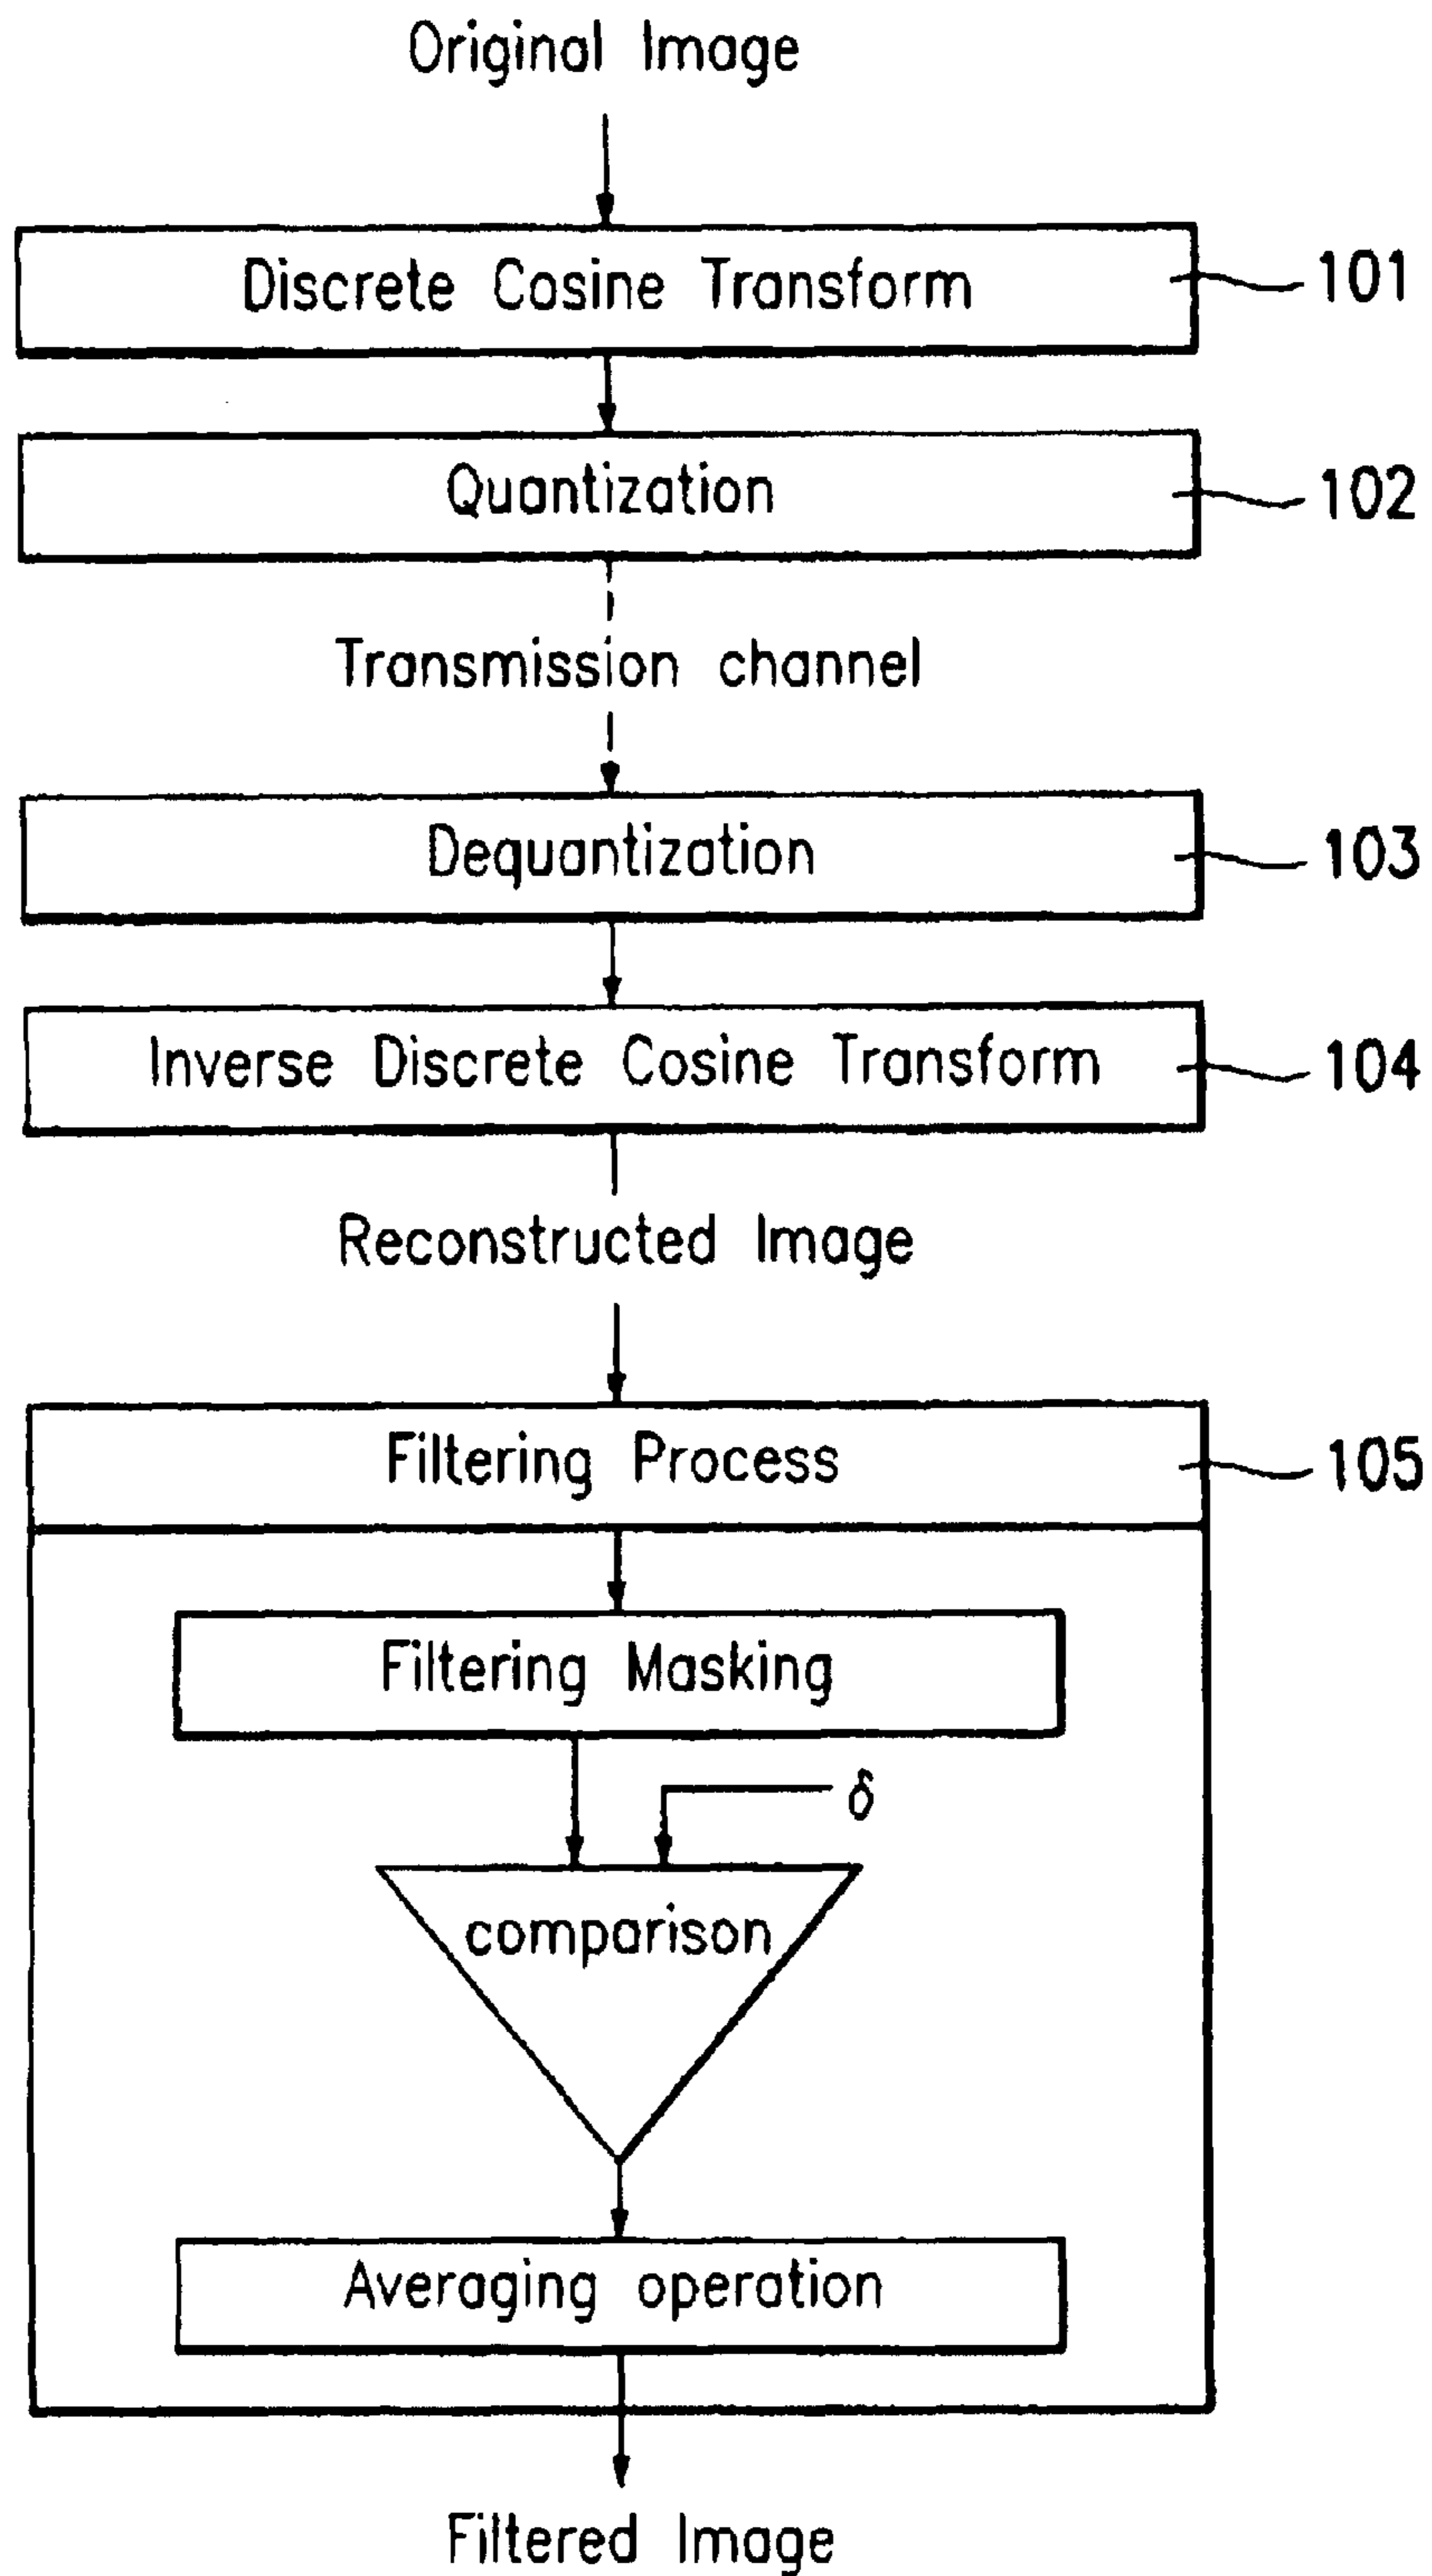 Original Image
Discrete Cosine Transform 101
Quantization 102
Transmission channel
Dequantization 103
Inverse Discrete Cosine Transform 104
Reconstructed Image
Filtering Process 105
Filtering Masking
δ
comparison
Averaging operation
Filtered Image